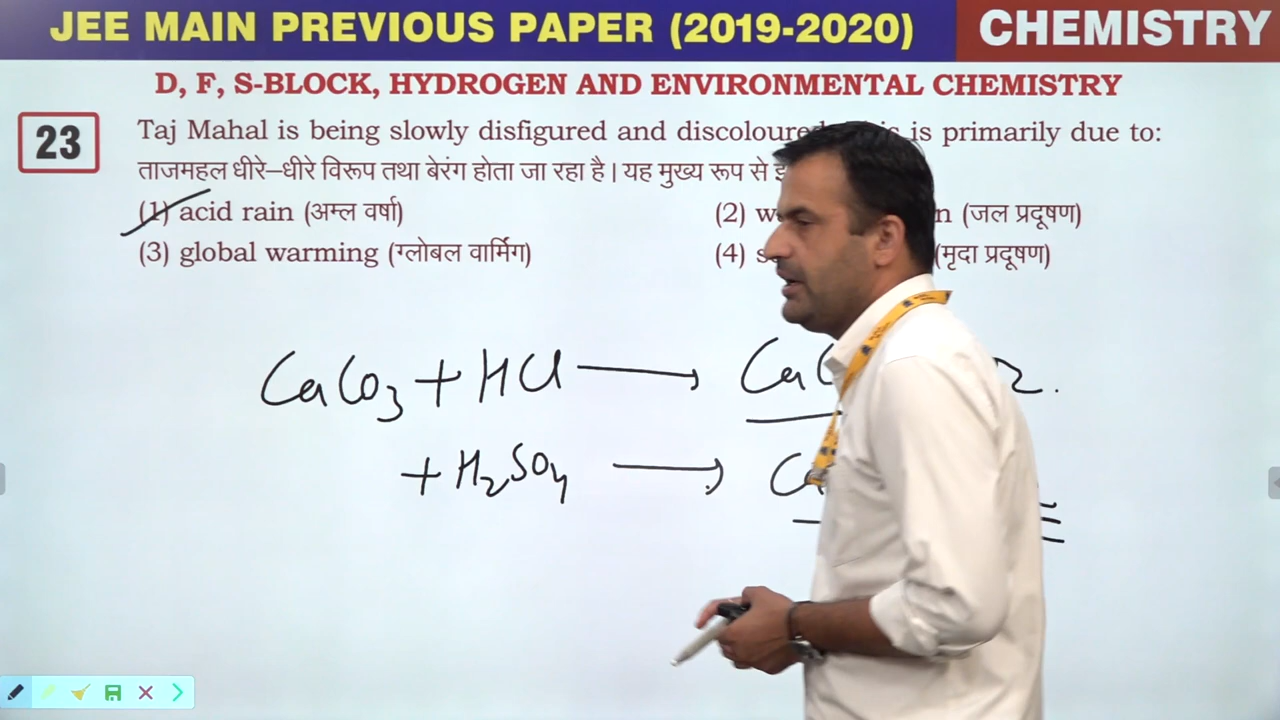 JEE MAIN PREVIOUS PAPER (2019-2020) CHEMISTRY
D, F, S-BLOCK, HYDROGEN AND ENVIRONMENTAL CHEMISTRY
23
Taj Mahal is being slowly disfigured and discoloured is primarily due to:
ताजमहल धीरे–धीरे विरूप तथा बेरंग होता जा रहा है। यह मुख्य रूप से
(1) acid rain (अम्ल वर्षा) (2) (जल प्रदूषण)
(3) global warming (ग्लोबल वार्मिंग) (4) (मृदा प्रदूषण)
CaCO3 + HCl ⟶
+ H2SO4 ⟶